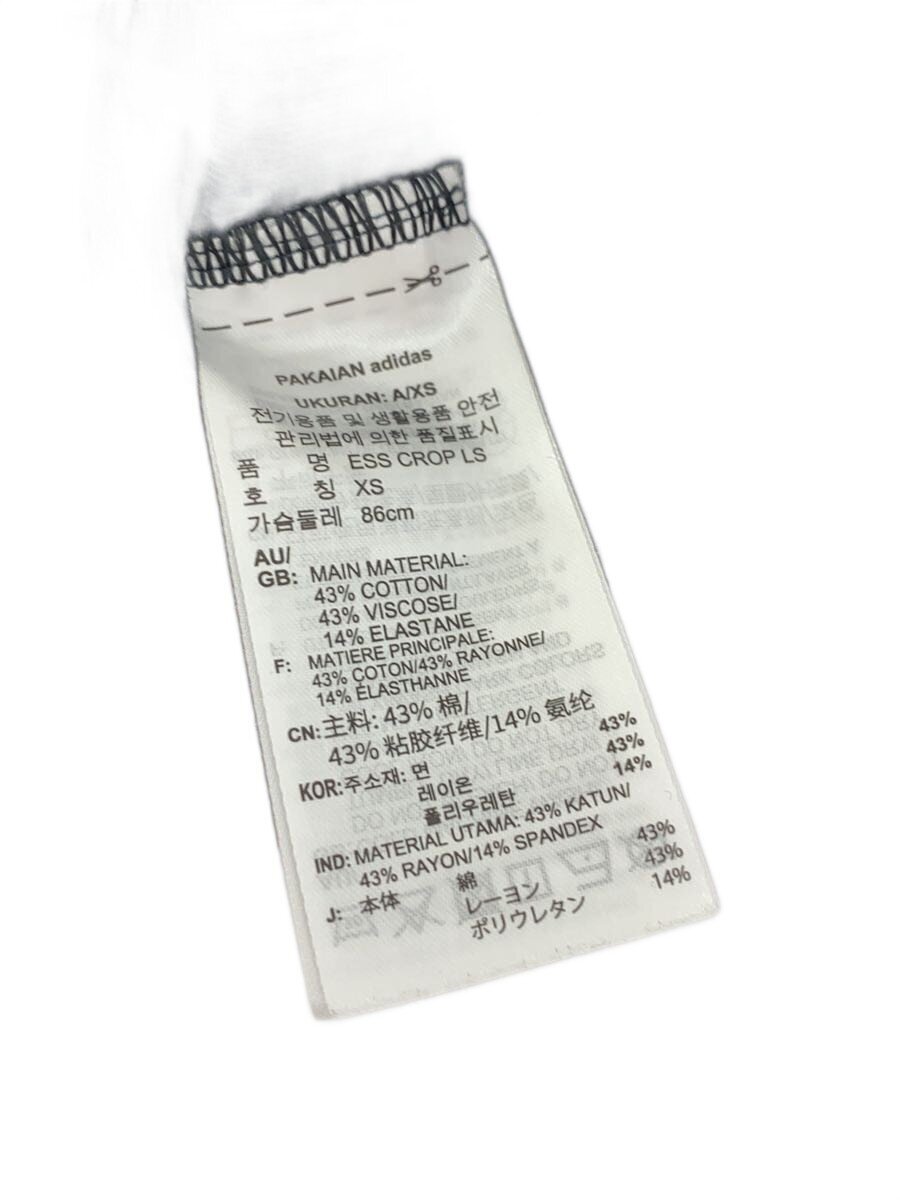 PAKAIAN adidas
UKURAN: A/XS
전기용품 및 생활용품 안전
관리법에 의한 품질표시
품 명 ESS CROP LS
호 칭 XS
가슴둘레 86cm
AU/
GB: MAIN MATERIAL:
43% COTTON/
43% VISCOSE/
14% ELASTANE
F: MATIERE PRINCIPALE:
43% COTON/43% RAYONNE/
14% ÉLASTHANNE
CN:主料: 43% 棉/
43% 粘胶纤维/14% 氨纶
KOR:주소재: 면 43%
레이온 43%
폴리우레탄 14%
IND: MATERIAL UTAMA: 43% KATUN/
43% RAYON/14% SPANDEX
J: 本体 綿 43%
レーヨン 43%
ポリウレタン 14%